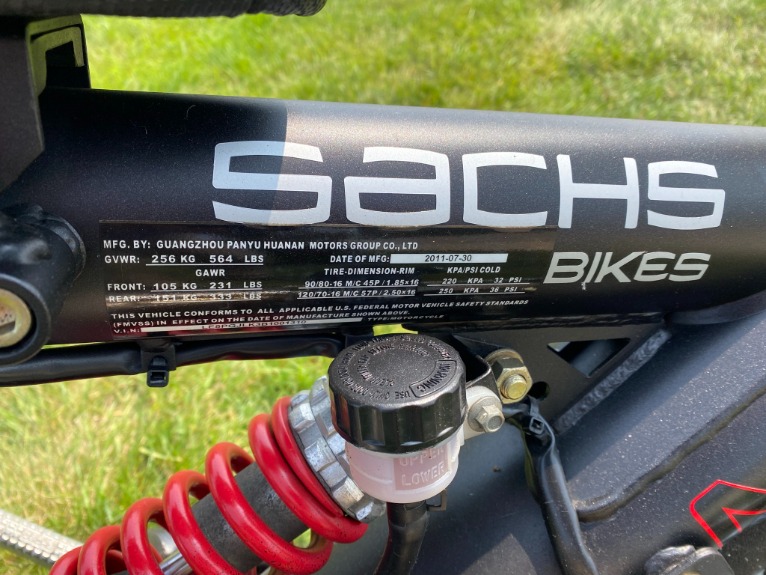 SACHS
BIKES
MFG. BY: GUANGZHOU PANYU HUANAN MOTORS GROUP CO., LTD
GVWR: 256 KG 564 LBS DATE OF MFG: 2011-07-30
GAWR TIRE-DIMENSION-RIM KPA/PSI COLD
FRONT: 105 KG 231 LBS 90/80-16 M/C 45P / 1.85×16 220 KPA 32 PSI
REAR: 151 KG 333 LBS 120/70-16 M/C 57P / 2.50×16 250 KPA 36 PSI
THIS VEHICLE CONFORMS TO ALL APPLICABLE U.S. FEDERAL MOTOR VEHICLE SAFETY STANDARDS
(FMVSS) IN EFFECT ON THE DATE OF MANUFACTURE SHOWN ABOVE.
V.I.N: TYPE: MOTORCYCLE
WARNING
USE
UPPER
LOWER